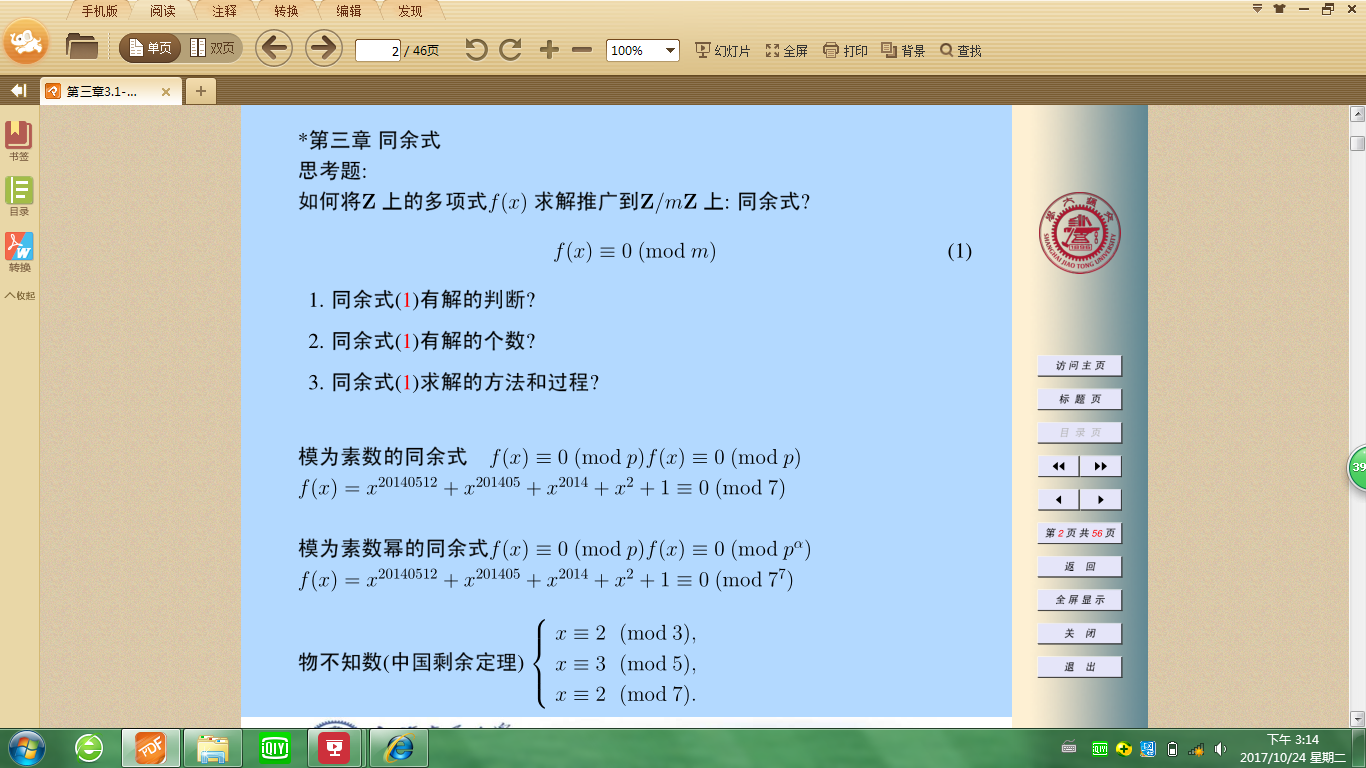 手机版 阅读 注释 转换 编辑 发现
单页 双页 2 / 46页 100% 幻灯片 全屏 打印 背景 查找
第三章3.1-...
书签
目录
转换
收起
*第三章 同余式
思考题:
如何将Z 上的多项式f(x) 求解推广到Z/mZ 上: 同余式?
f(x) ≡ 0 (mod m) (1)
1. 同余式(1)有解的判断?
2. 同余式(1)有解的个数?
3. 同余式(1)求解的方法和过程?
模为素数的同余式 f(x) ≡ 0 (mod p)f(x) ≡ 0 (mod p)
f(x) = x^20140512 + x^201405 + x^2014 + x^2 + 1 ≡ 0 (mod 7)
模为素数幂的同余式f(x) ≡ 0 (mod p)f(x) ≡ 0 (mod p^α)
f(x) = x^20140512 + x^201405 + x^2014 + x^2 + 1 ≡ 0 (mod 7^7)
x ≡ 2 (mod 3),
物不知数(中国剩余定理) x ≡ 3 (mod 5),
x ≡ 2 (mod 7).
SHANGHAI JIAO TONG UNIVERSITY
访问主页
标题页
目录页
第 2 页 共 56 页
返回
全屏显示
关闭
退出
39
PDF
QIY
下午 3:14
2017/10/24 星期二